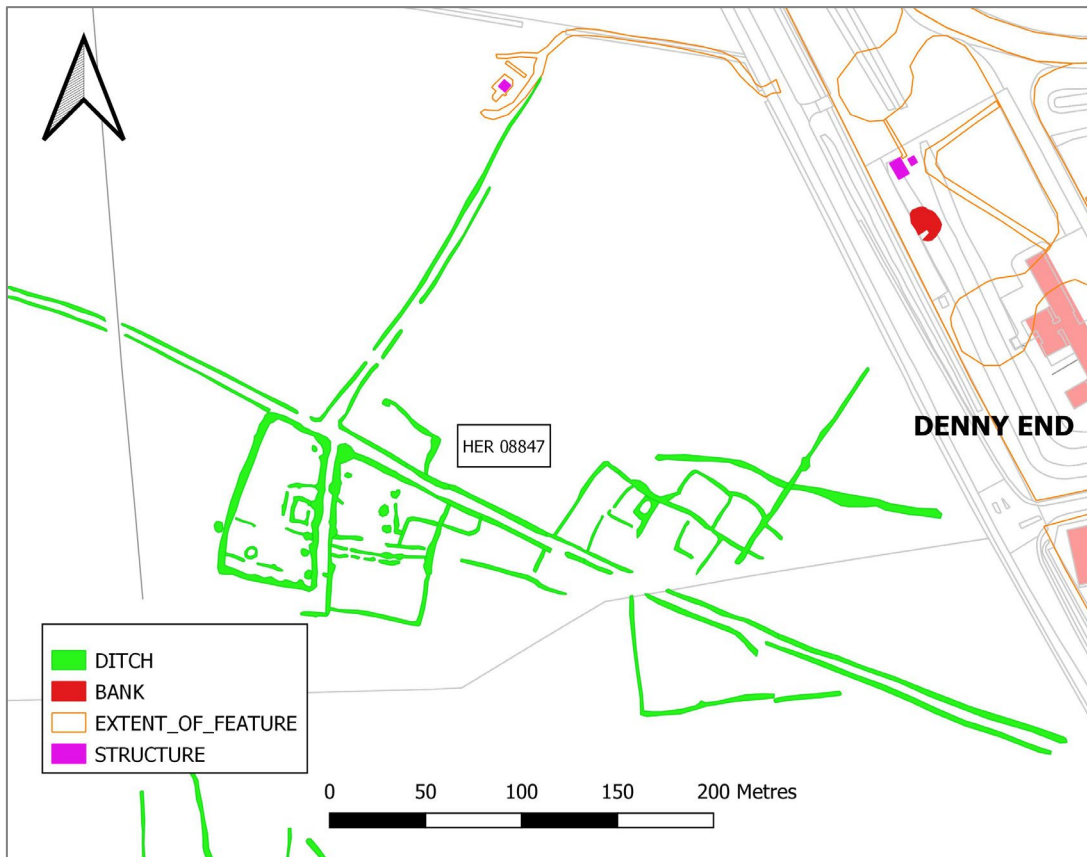 HER 08847
DENNY END
DITCH
BANK
EXTENT_OF_FEATURE
STRUCTURE
0 50 100 150 200 Metres